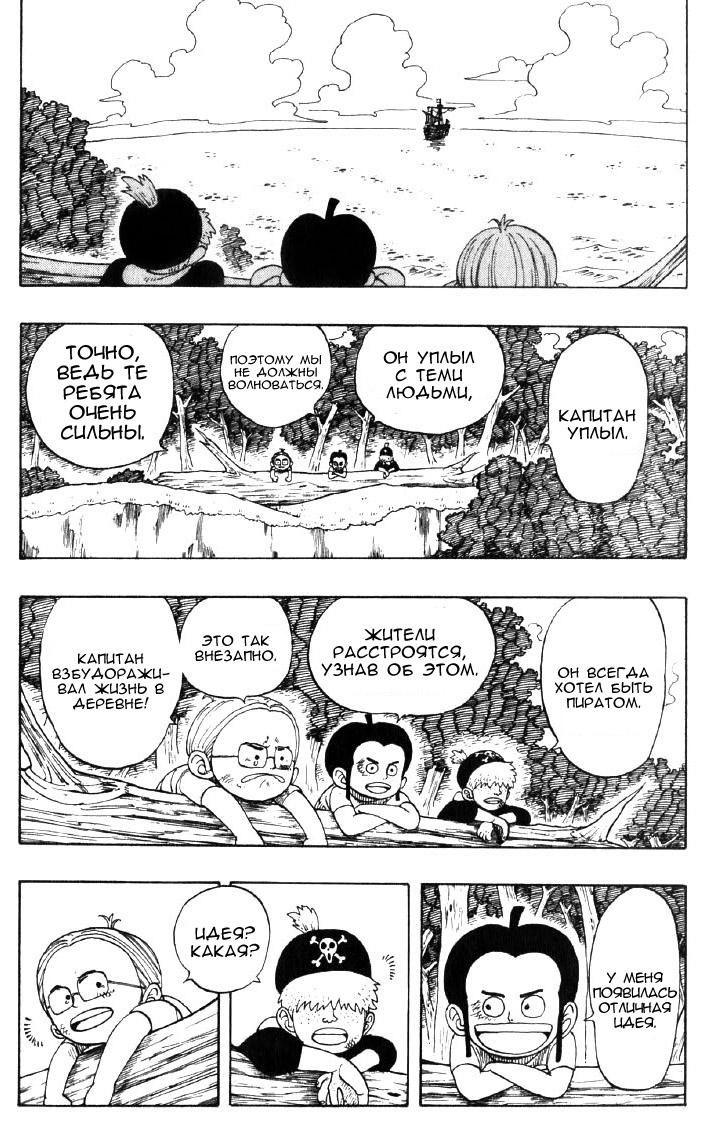 КАПИТАН
УПЛЫЛ.
ОН УПЛЫЛ
С ТЕМИ
ЛЮДЬМИ,
ПОЭТОМУ МЫ
НЕ ДОЛЖНЫ
ВОЛНОВАТЬСЯ.
ТОЧНО,
ВЕДЬ ТЕ
РЕБЯТА
ОЧЕНЬ
СИЛЬНЫ.
ОН ВСЕГДА
ХОТЕЛ БЫТЬ
ПИРАТОМ.
ЖИТЕЛИ
РАССТРОЯТСЯ,
УЗНАВ ОБ ЭТОМ.
ЭТО ТАК
ВНЕЗАПНО.
КАПИТАН
ВЗБУДОРАЖИ-
ВАЛ ЖИЗНЬ В
ДЕРЕВНЕ!
У МЕНЯ
ПОЯВИЛАСЬ
ОТЛИЧНАЯ
ИДЕЯ.
ИДЕЯ?
КАКАЯ?